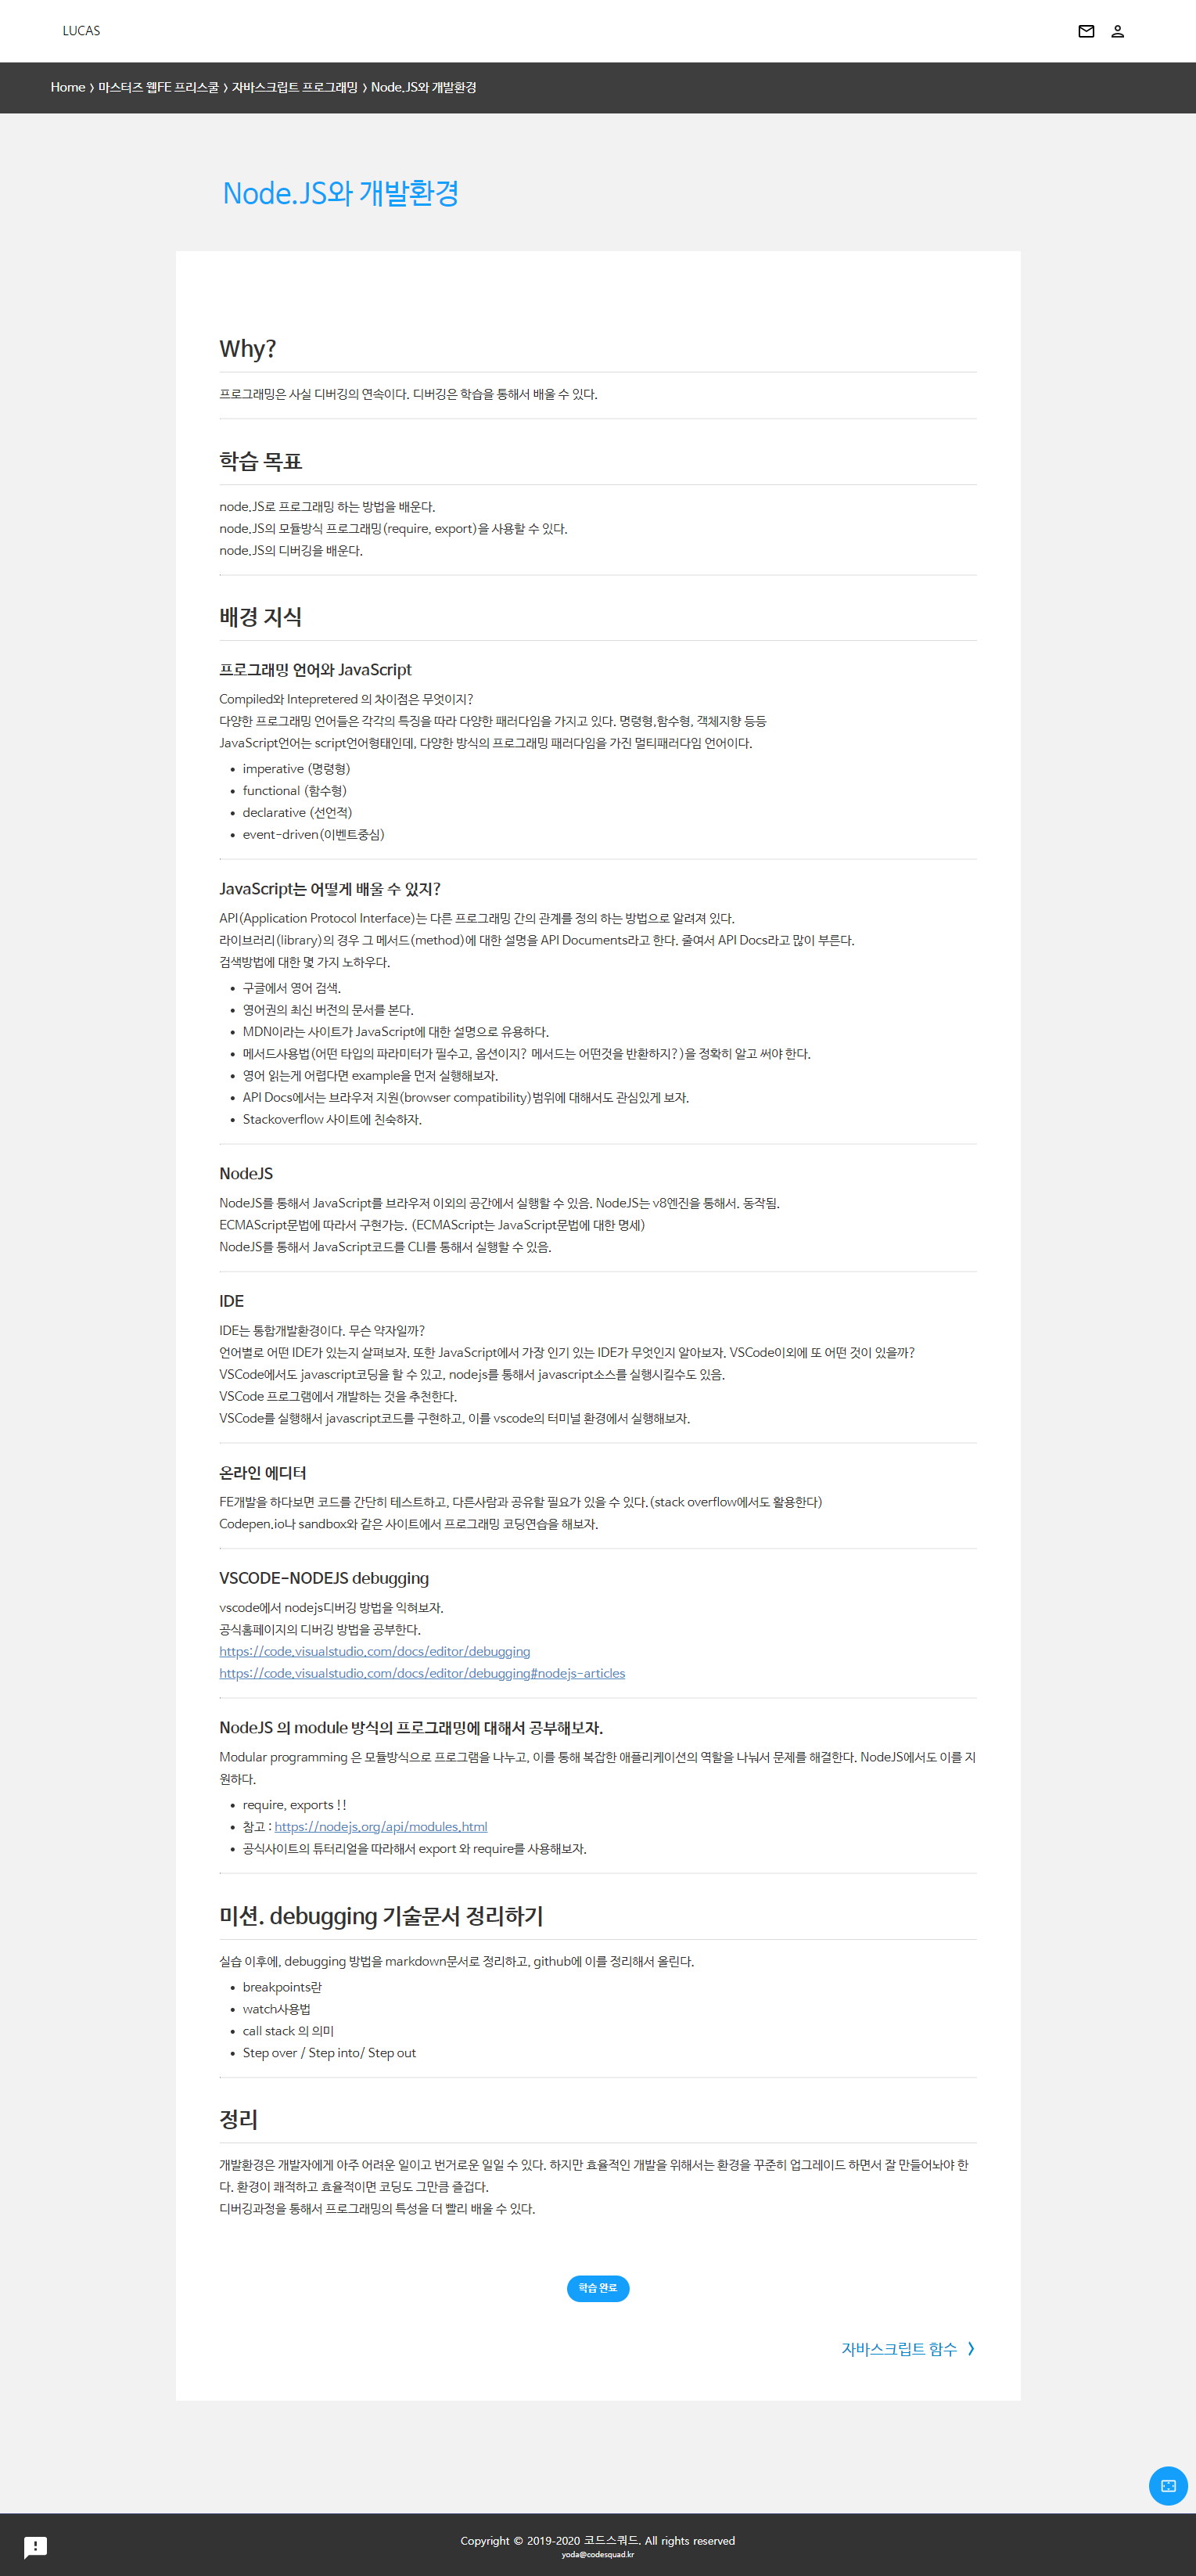 LUCAS
Home 〉 마스터즈 웹FE 프리스쿨 〉 자바스크립트 프로그래밍 〉 Node.JS와 개발환경
Node.JS와 개발환경
Why?
프로그래밍은 사실 디버깅의 연속이다. 디버깅은 학습을 통해서 배울 수 있다.
학습 목표
node.JS로 프로그래밍 하는 방법을 배운다.
node.JS의 모듈방식 프로그래밍(require, export)을 사용할 수 있다.
node.JS의 디버깅을 배운다.
배경 지식
프로그래밍 언어와 JavaScript
Compiled와 Intepretered 의 차이점은 무엇이지?
다양한 프로그래밍 언어들은 각각의 특징을 따라 다양한 패러다임을 가지고 있다. 명령형,함수형, 객체지향 등등
JavaScript언어는 script언어형태인데, 다양한 방식의 프로그래밍 패러다임을 가진 멀티패러다임 언어이다.
• imperative (명령형)
• functional (함수형)
• declarative (선언적)
• event-driven(이벤트중심)
JavaScript는 어떻게 배울 수 있지?
API(Application Protocol Interface)는 다른 프로그래밍 간의 관계를 정의 하는 방법으로 알려져 있다.
라이브러리(library)의 경우 그 메서드(method)에 대한 설명을 API Documents라고 한다. 줄여서 API Docs라고 많이 부른다.
검색방법에 대한 몇 가지 노하우다.
• 구글에서 영어 검색.
• 영어권의 최신 버전의 문서를 본다.
• MDN이라는 사이트가 JavaScript에 대한 설명으로 유용하다.
• 메서드사용법(어떤 타입의 파라미터가 필수고, 옵션이지? 메서드는 어떤것을 반환하지?)을 정확히 알고 써야 한다.
• 영어 읽는게 어렵다면 example을 먼저 실행해보자.
• API Docs에서는 브라우저 지원(browser compatibility)범위에 대해서도 관심있게 보자.
• Stackoverflow 사이트에 친숙하자.
NodeJS
NodeJS를 통해서 JavaScript를 브라우저 이외의 공간에서 실행할 수 있음. NodeJS는 v8엔진을 통해서. 동작됨.
ECMAScript문법에 따라서 구현가능. (ECMAScript는 JavaScript문법에 대한 명세)
NodeJS를 통해서 JavaScript코드를 CLI를 통해서 실행할 수 있음.
IDE
IDE는 통합개발환경이다. 무슨 약자일까?
언어별로 어떤 IDE가 있는지 살펴보자. 또한 JavaScript에서 가장 인기 있는 IDE가 무엇인지 알아보자. VSCode이외에 또 어떤 것이 있을까?
VSCode에서도 javascript코딩을 할 수 있고, nodejs를 통해서 javascript소스를 실행시킬수도 있음.
VSCode 프로그램에서 개발하는 것을 추천한다.
VSCode를 실행해서 javascript코드를 구현하고, 이를 vscode의 터미널 환경에서 실행해보자.
온라인 에디터
FE개발을 하다보면 코드를 간단히 테스트하고, 다른사람과 공유할 필요가 있을 수 있다.(stack overflow에서도 활용한다)
Codepen.io나 sandbox와 같은 사이트에서 프로그래밍 코딩연습을 해보자.
VSCODE-NODEJS debugging
vscode에서 nodejs디버깅 방법을 익혀보자.
공식홈페이지의 디버깅 방법을 공부한다.
https://code.visualstudio.com/docs/editor/debugging
https://code.visualstudio.com/docs/editor/debugging#nodejs-articles
NodeJS 의 module 방식의 프로그래밍에 대해서 공부해보자.
Modular programming 은 모듈방식으로 프로그램을 나누고, 이를 통해 복잡한 애플리케이션의 역할을 나눠서 문제를 해결한다. NodeJS에서도 이를 지
원하다.
• require, exports !!
• 참고 : https://nodejs.org/api/modules.html
• 공식사이트의 튜터리얼을 따라해서 export 와 require를 사용해보자.
미션. debugging 기술문서 정리하기
실습 이후에, debugging 방법을 markdown문서로 정리하고, github에 이를 정리해서 올린다.
• breakpoints란
• watch사용법
• call stack 의 의미
• Step over / Step into/ Step out
정리
개발환경은 개발자에게 아주 어려운 일이고 번거로운 일일 수 있다. 하지만 효율적인 개발을 위해서는 환경을 꾸준히 업그레이드 하면서 잘 만들어놔야 한
다. 환경이 쾌적하고 효율적이면 코딩도 그만큼 즐겁다.
디버깅과정을 통해서 프로그래밍의 특성을 더 빨리 배울 수 있다.
학습 완료
자바스크립트 함수 〉
Copyright © 2019-2020 코드스쿼드. All rights reserved
yoda@codesquad.kr